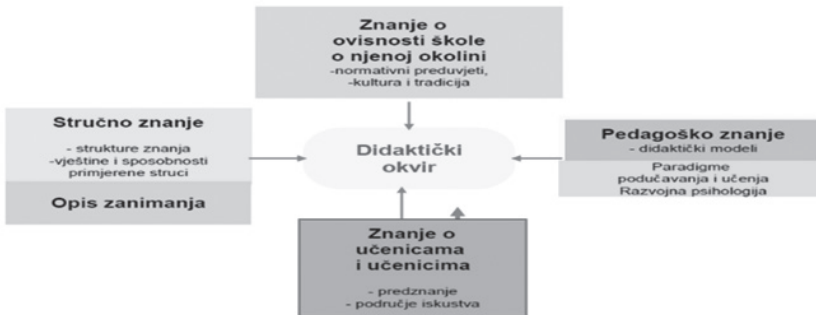 Znanje o
ovisnosti škole
o njenoj okolini
-normativni preduvjeti,
-kultura i tradicija
Stručno znanje
- strukture znanja
-vještine i sposobnosti
primjerene struci
Opis zanimanja
Didaktički
okvir
Pedagoško znanje
- didaktički modeli
Paradigme
podučavanja i učenja
Razvojna psihologija
Znanje o
učenicama
i učenicima
- predznanje
- područje iskustva